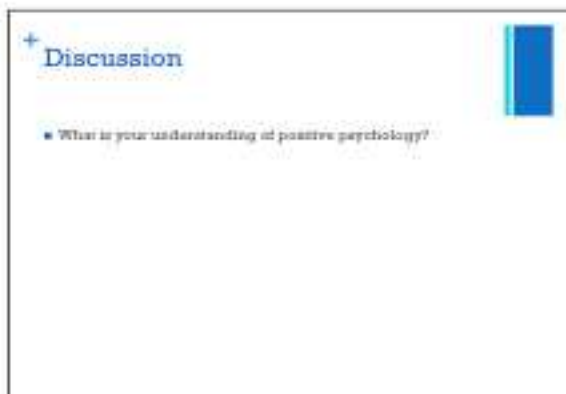 +
Discussion
▪ What is your understanding of positive psychology?